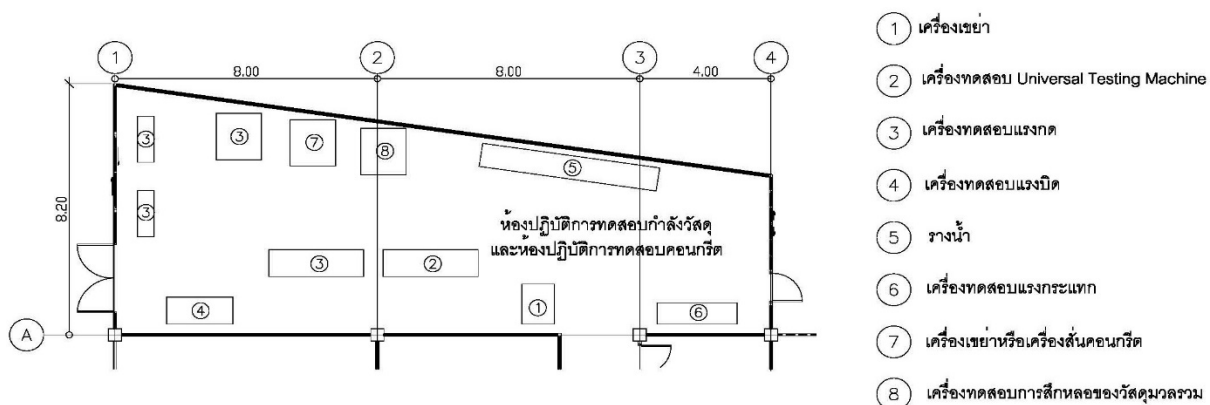 1 2 3 4
8.00 8.00 4.00
8.20
3 3 7 8 5
3
ห้องปฏิบัติการทดสอบกำลังวัสดุ
และห้องปฏิบัติการทดสอบคอนกรีต
3 2
4 1 6
A
1 เครื่องเขย่า
2 เครื่องทดสอบ Universal Testing Machine
3 เครื่องทดสอบแรงกด
4 เครื่องทดสอบแรงบิด
5 รางน้ำ
6 เครื่องทดสอบแรงกระแทก
7 เครื่องเขย่าหรือเครื่องสั่นคอนกรีต
8 เครื่องทดสอบการสึกหลอของวัสดุมวลรวม